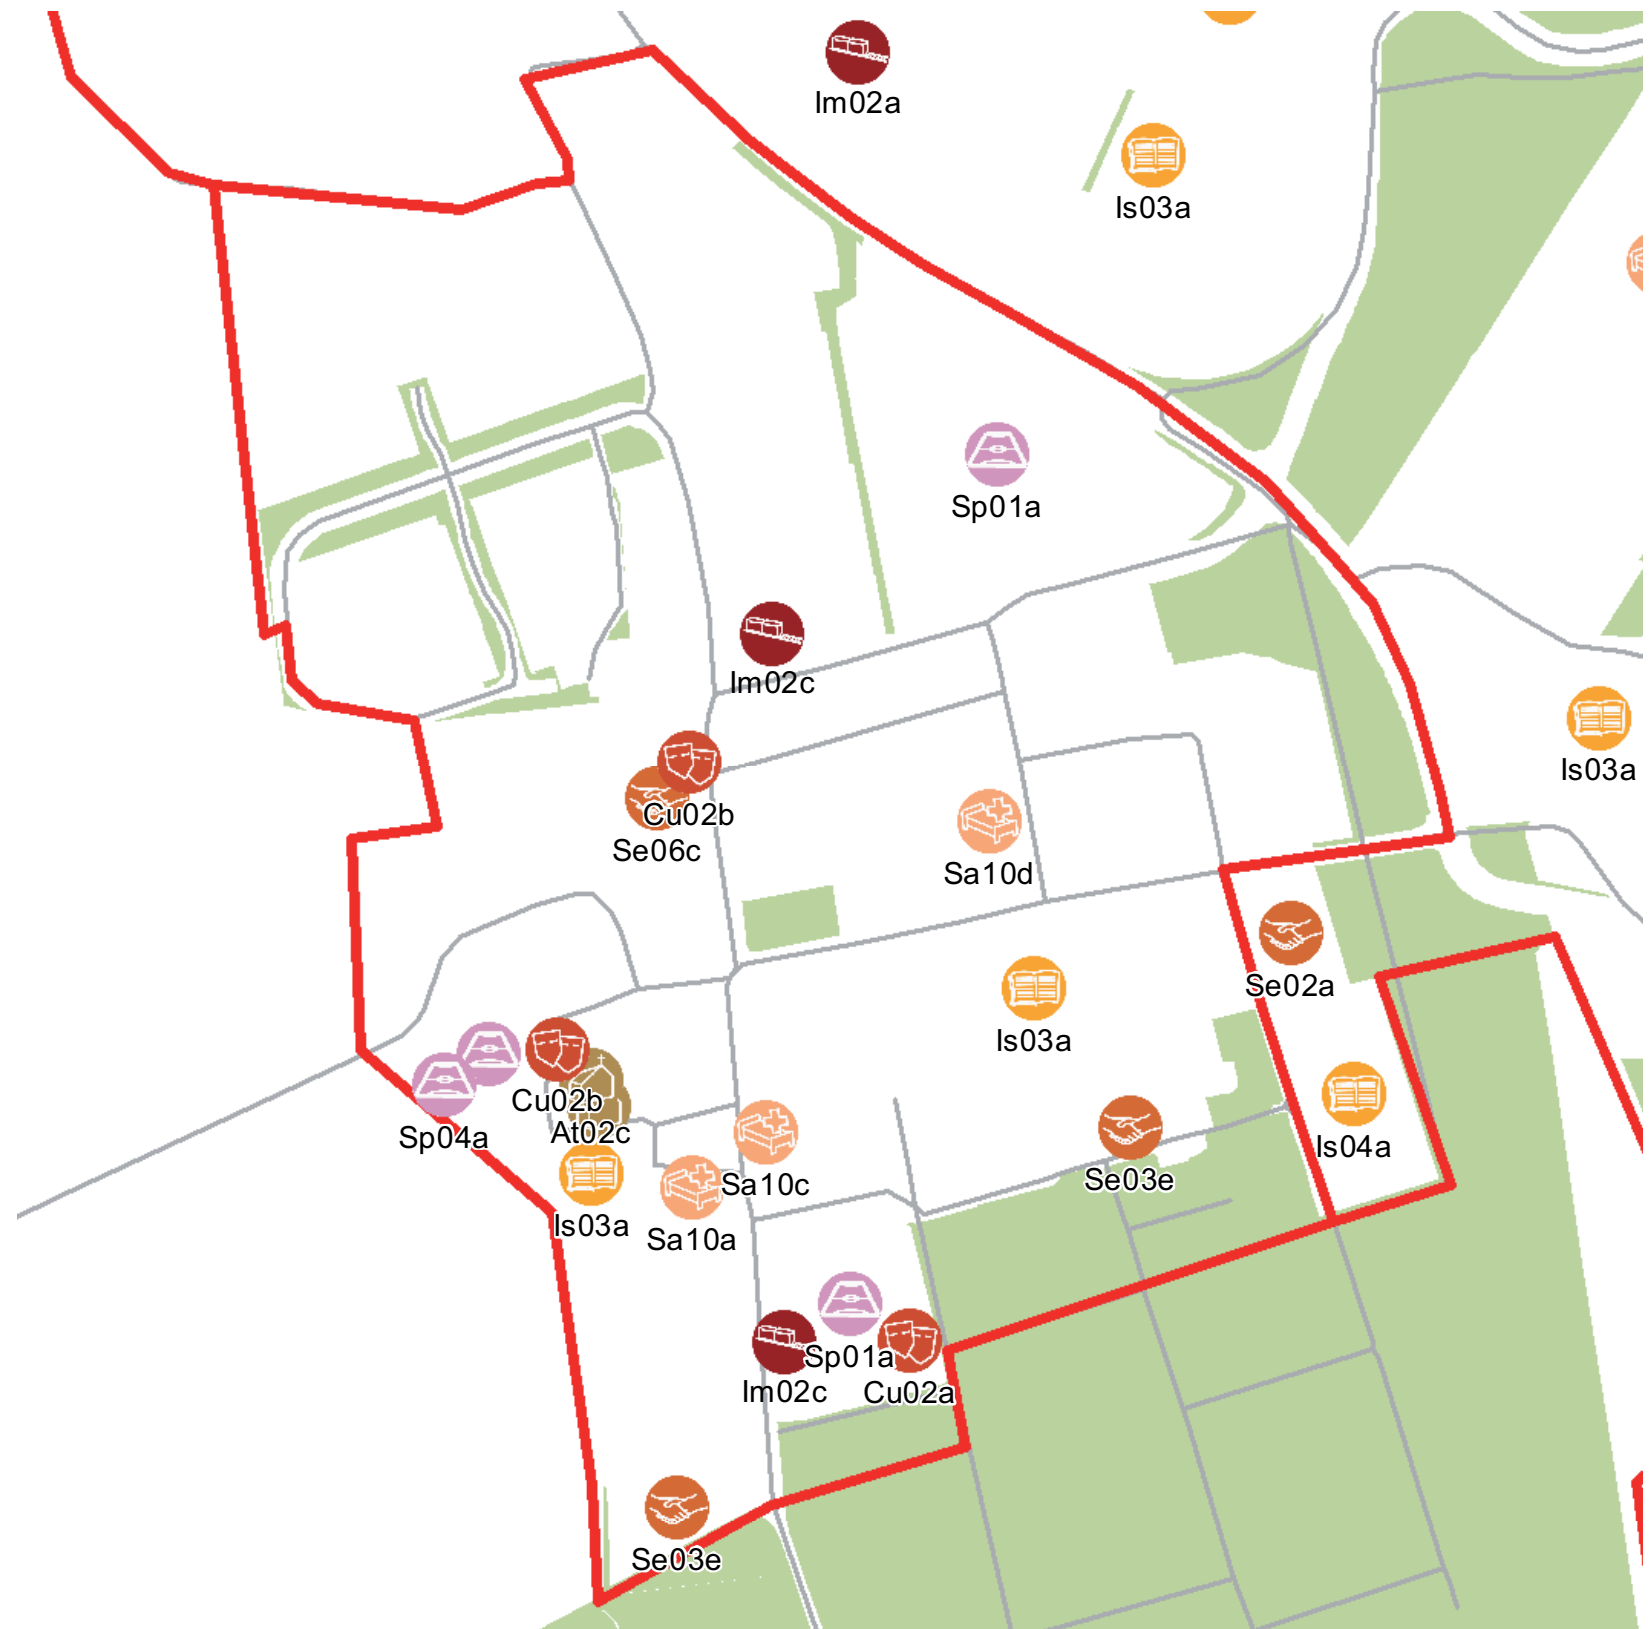 Im02a
Is03a
Sp01a
Im02c
Is03a
Cu02b
Se06c
Sa10d
Se02a
Is03a
Cu02b
At02c
Sp04a
Is04a
Se03e
Sa10c
Is03a
Sa10a
Sp01a
Im02c
Cu02a
Se03e